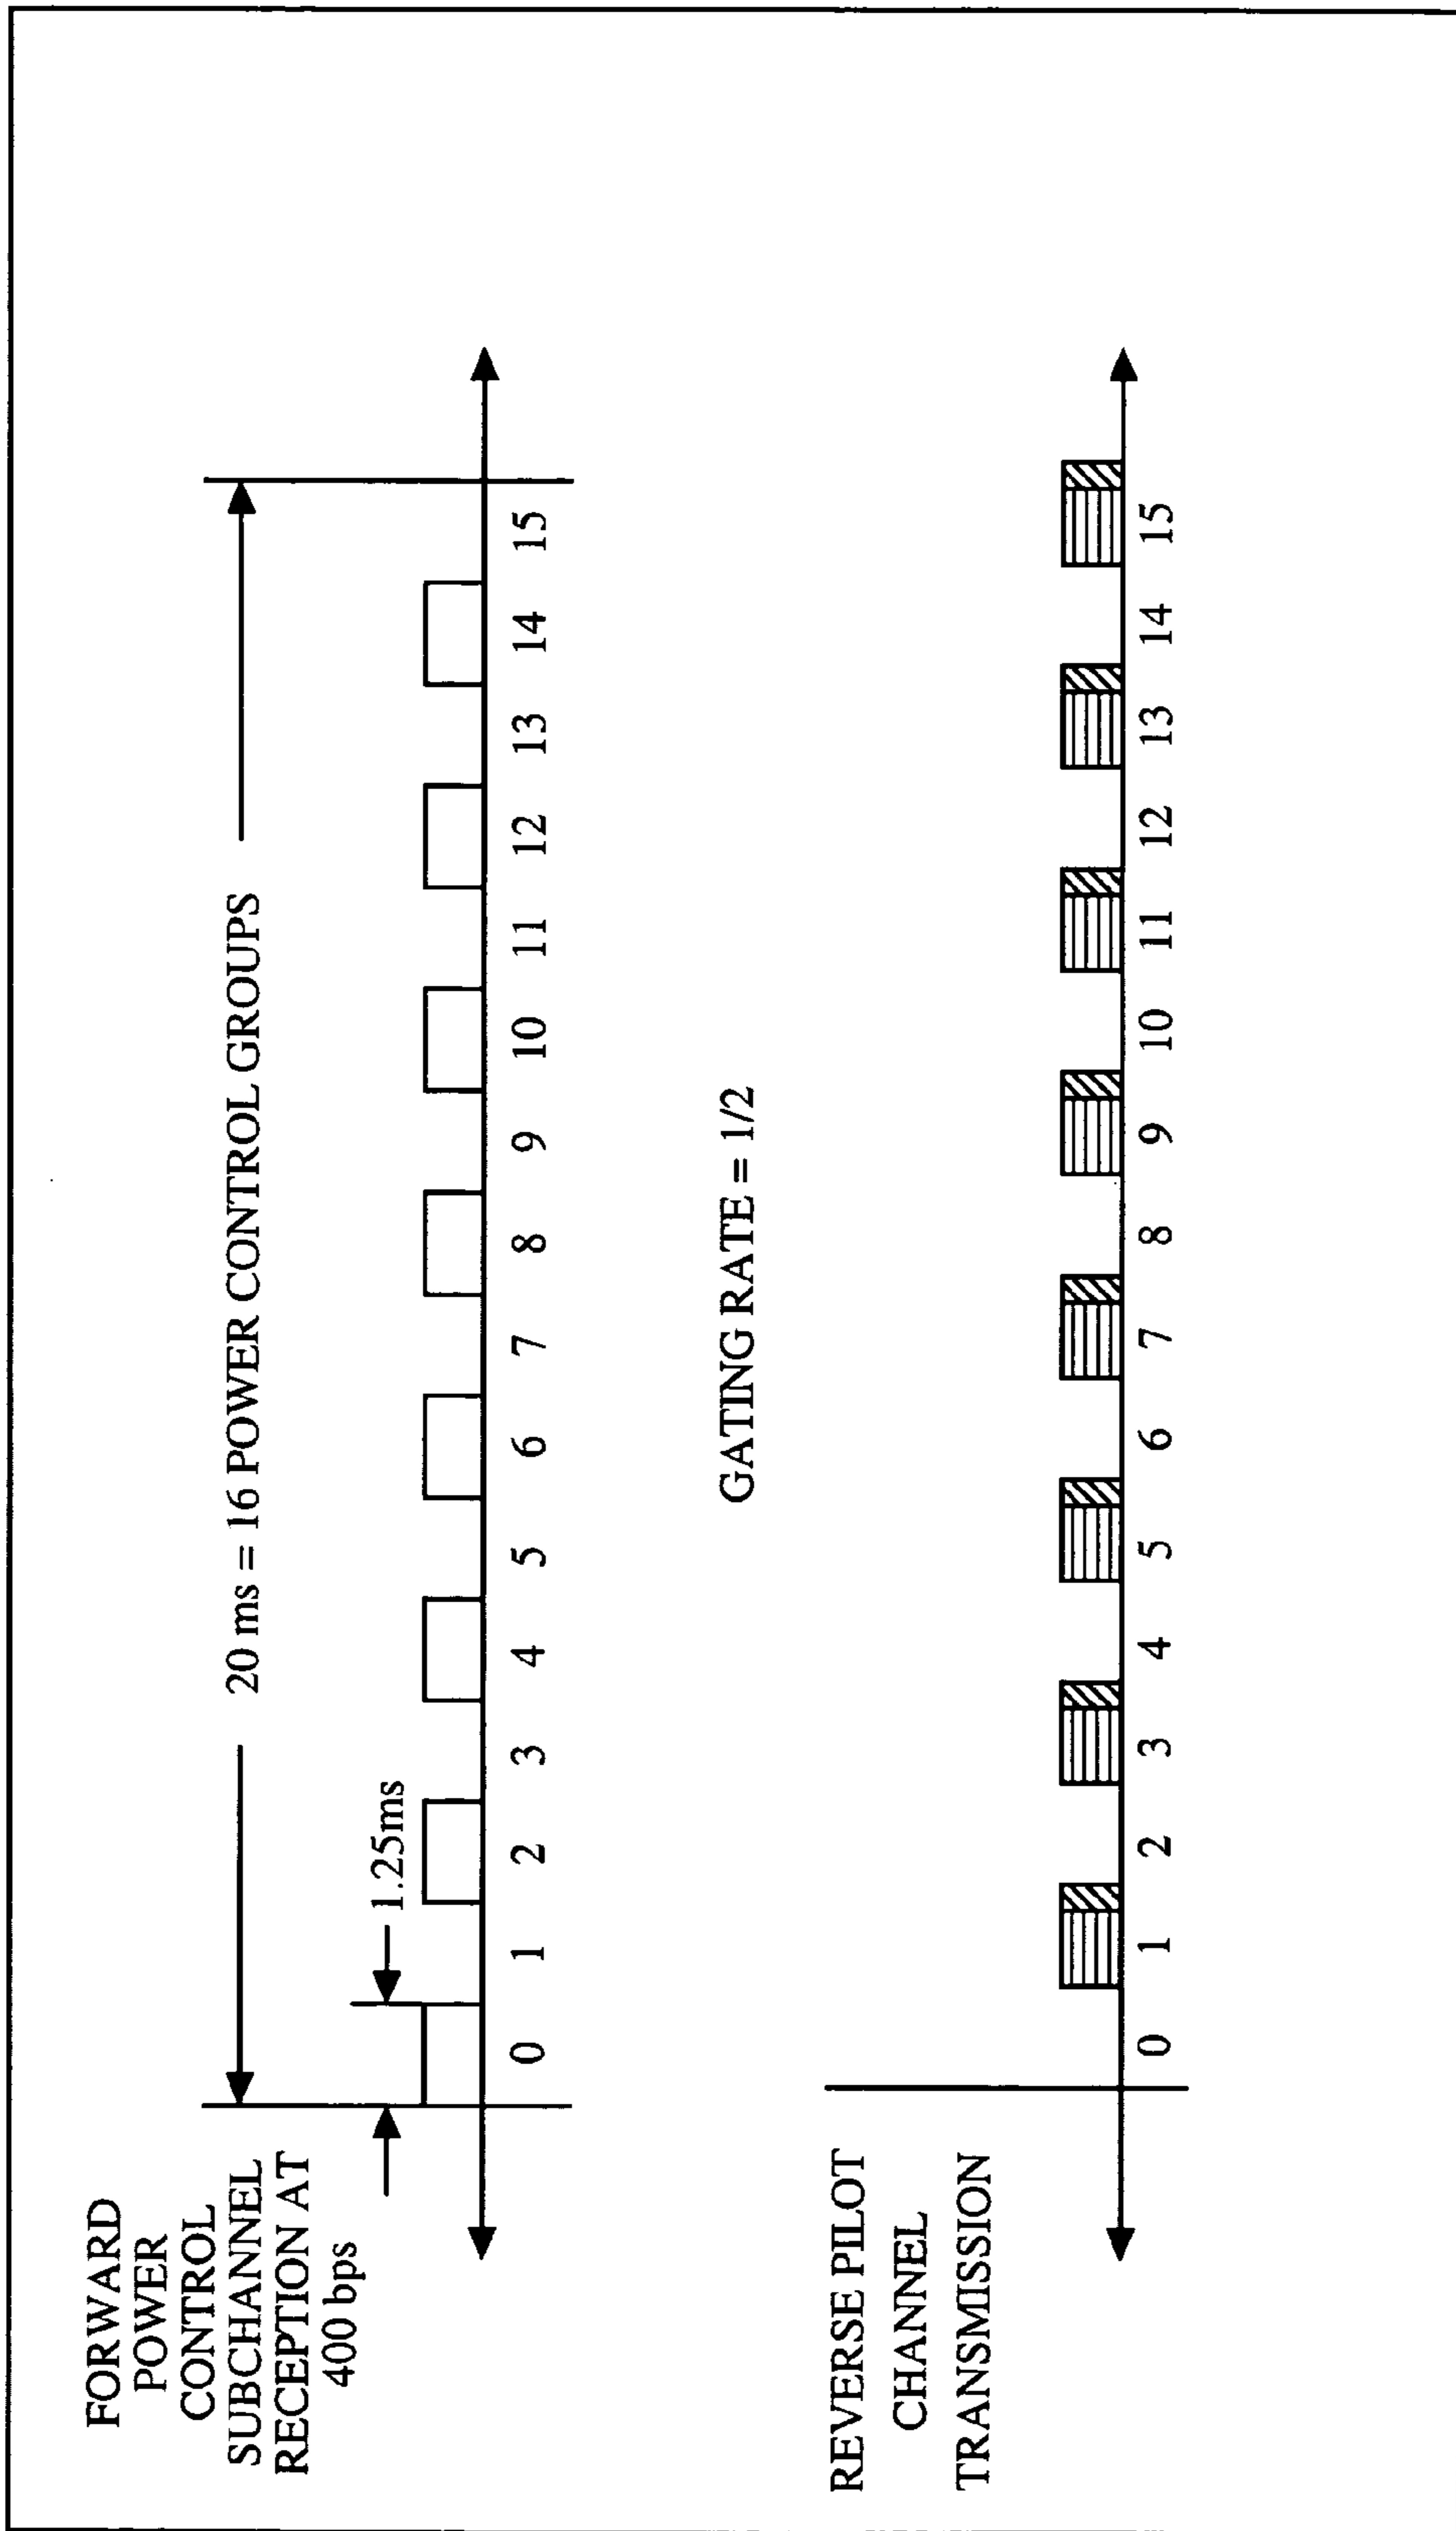 FORWARD
POWER
CONTROL
SUBCHANNEL
RECEPTION AT
400 bps
20 ms = 16 POWER CONTROL GROUPS
1.25ms
0 1 2 3 4 5 6 7 8 9 10 11 12 13 14 15
GATING RATE = 1/2
REVERSE PILOT
CHANNEL
TRANSMISSION
0 1 2 3 4 5 6 7 8 9 10 11 12 13 14 15